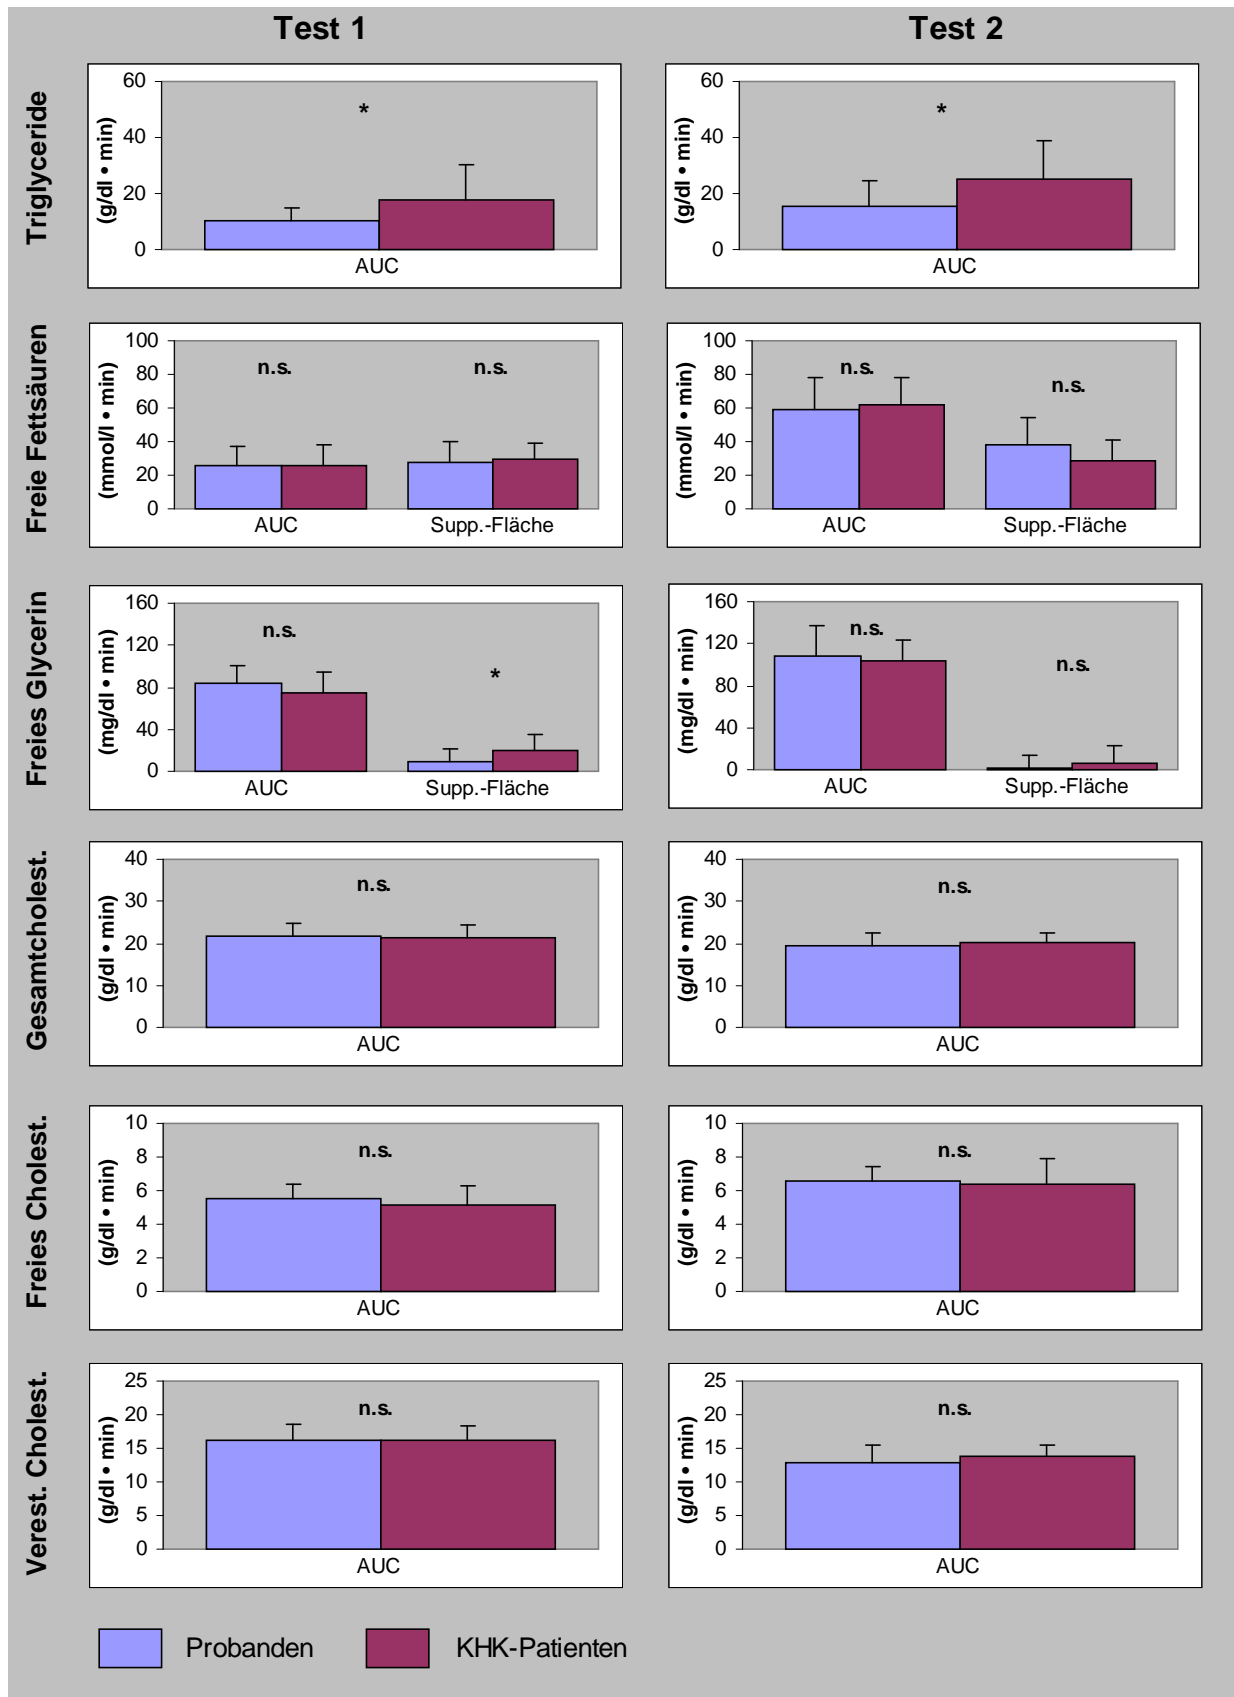 Test 1
Test 2
Triglyceride
(g/dl • min)
60
40
20
0
*
AUC
(g/dl • min)
60
40
20
0
*
AUC
Freie Fettsäuren
(mmol/l • min)
100
80
60
40
20
0
n.s.
n.s.
AUC
Supp.-Fläche
(mmol/l • min)
100
80
60
40
20
0
n.s.
n.s.
AUC
Supp.-Fläche
Freies Glycerin
(mg/dl • min)
160
120
80
40
0
n.s.
*
AUC
Supp.-Fläche
(mg/dl • min)
160
120
80
40
0
n.s.
n.s.
AUC
Supp.-Fläche
Gesamtcholest.
(g/dl • min)
40
30
20
10
0
n.s.
AUC
(g/dl • min)
40
30
20
10
0
n.s.
AUC
Freies Cholest.
(g/dl • min)
10
8
6
4
2
0
n.s.
AUC
(g/dl • min)
10
8
6
4
2
0
n.s.
AUC
Verest. Cholest.
(g/dl • min)
25
20
15
10
5
0
n.s.
AUC
(g/dl • min)
25
20
15
10
5
0
n.s.
AUC
Probanden
KHK-Patienten